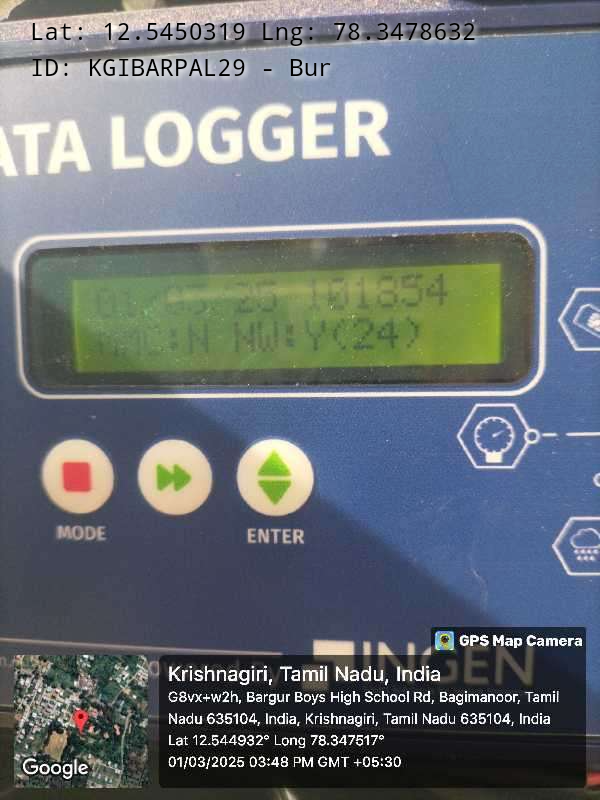 Lat: 12.5450319 Lng: 78.3478632
ID: KGIBARPAL29 - Bur
ATA LOGGER
25 101854
:N NW:Y(24)
MODE
ENTER
GPS Map Camera
INGEN
Krishnagiri, Tamil Nadu, India
G8vx+w2h, Bargur Boys High School Rd, Bagimanoor, Tamil
Nadu 635104, India, Krishnagiri, Tamil Nadu 635104, India
Lat 12.544932° Long 78.347517°
01/03/2025 03:48 PM GMT +05:30
Google